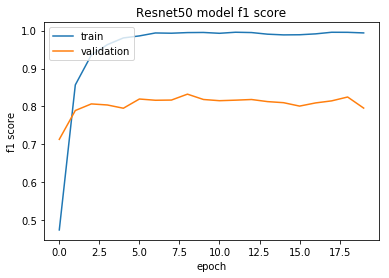 Resnet50 model f1 score
train
validation
1.0
0.9
0.8
0.7
0.6
0.5
f1 score
0.0 2.5 5.0 7.5 10.0 12.5 15.0 17.5
epoch